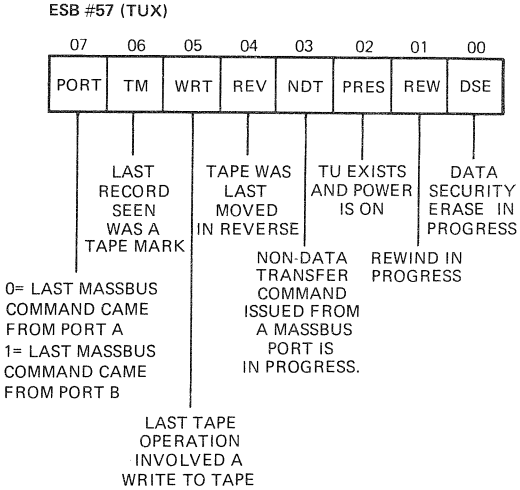 ESB #57 (TUX)
07 06 05 04 03 02 01 00
PORT TM WRT REV NDT PRES REW DSE
LAST
RECORD
SEEN
WAS A
TAPE MARK
TAPE WAS
LAST
MOVED
IN REVERSE
TU EXISTS
AND POWER
IS ON
DATA
SECURITY
ERASE IN
PROGRESS
0= LAST MASSBUS
COMMAND CAME
FROM PORT A
1= LAST MASSBUS
COMMAND CAME
FROM PORT B
NON-DATA
TRANSFER
COMMAND
ISSUED FROM
A MASSBUS
PORT IS
IN PROGRESS.
REWIND IN
PROGRESS
LAST TAPE
OPERATION
INVOLVED A
WRITE TO TAPE